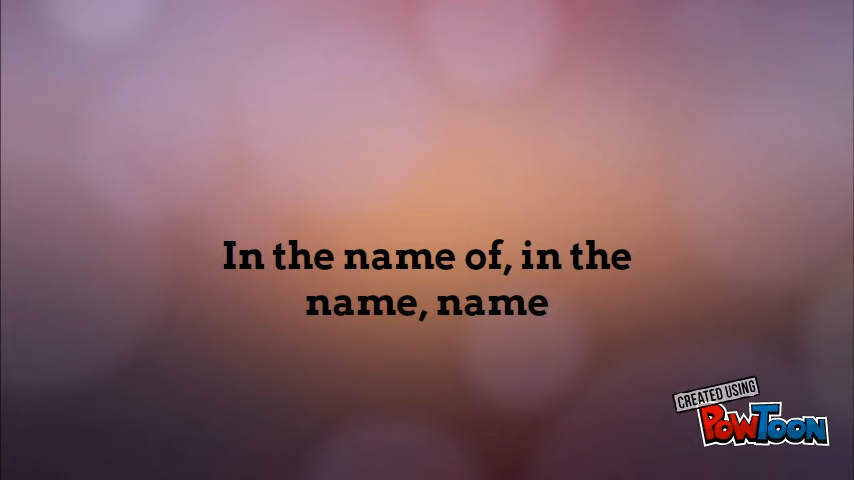 In the name of, in the
name, name
CREATED USING
POWTOON